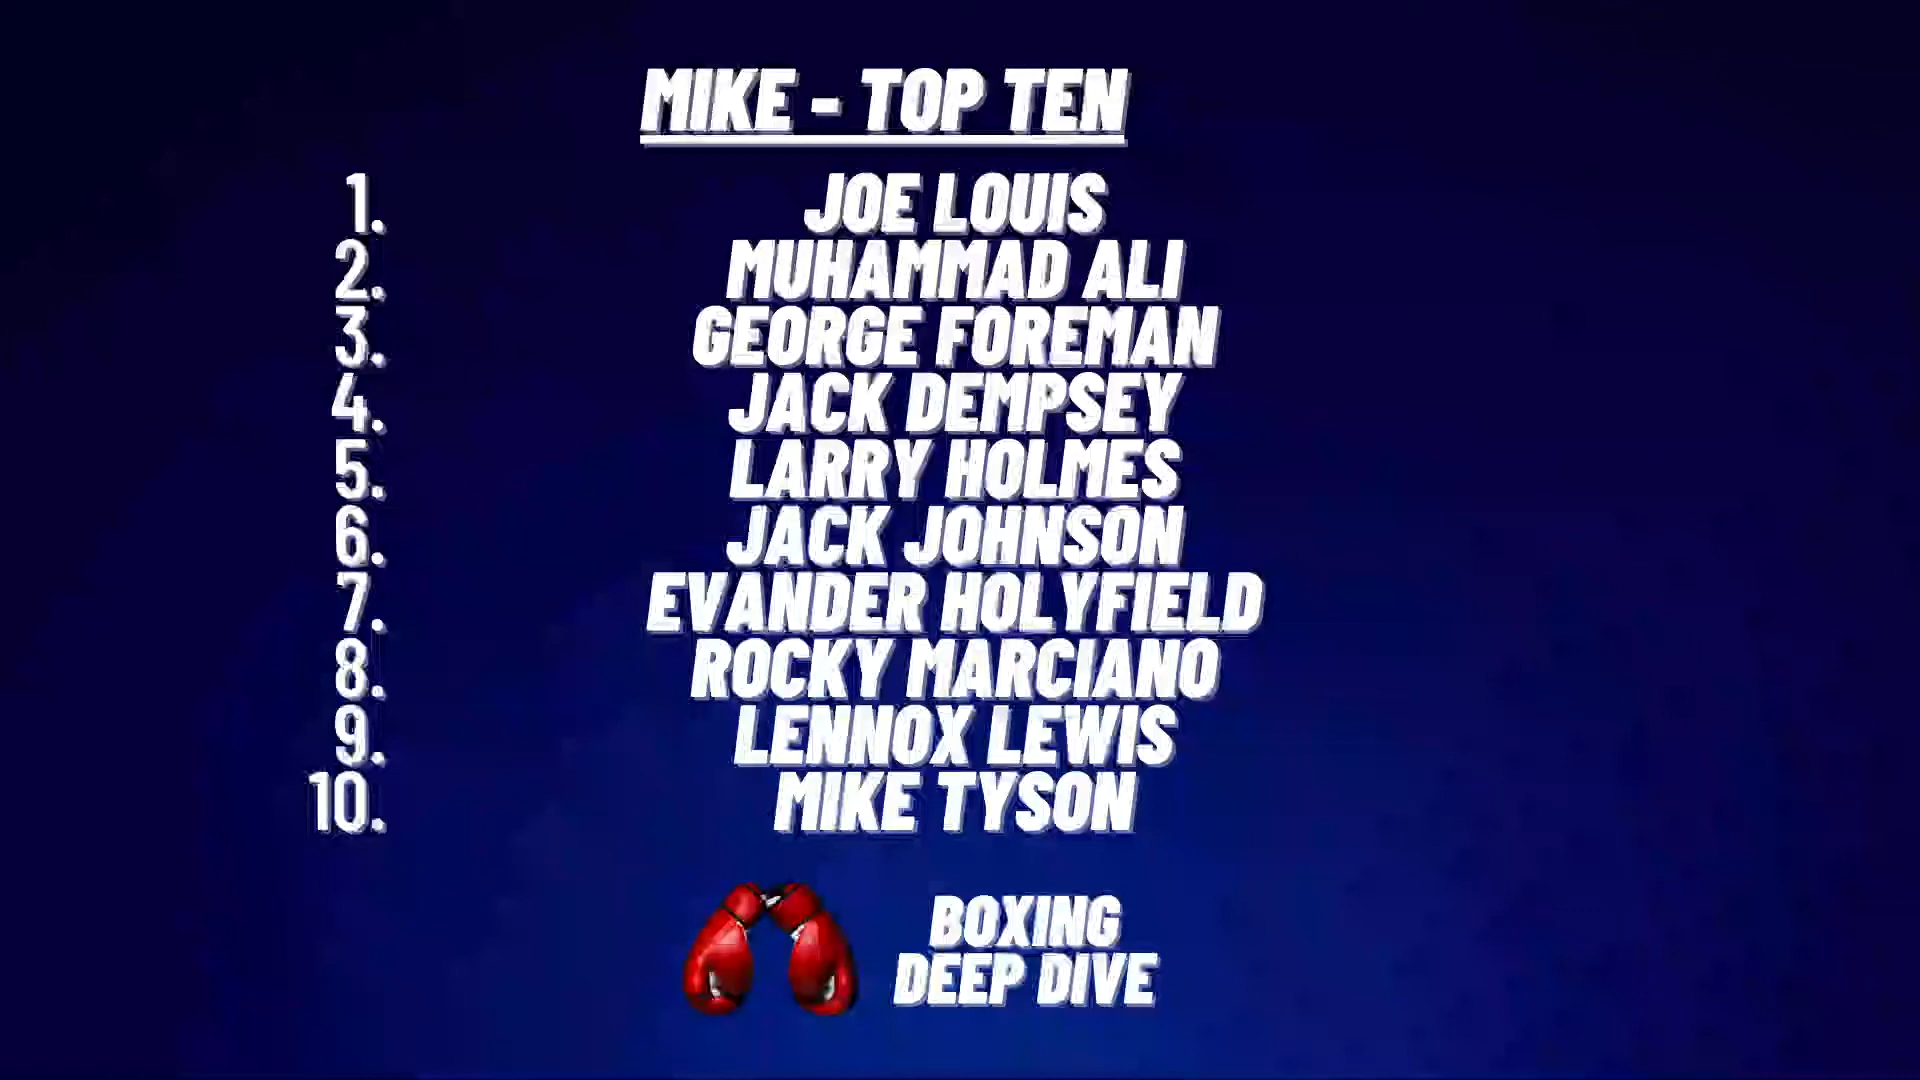 MIKE - TOP TEN
1. JOE LOUIS
2. MUHAMMAD ALI
3. GEORGE FOREMAN
4. JACK DEMPSEY
5. LARRY HOLMES
6. JACK JOHNSON
7. EVANDER HOLYFIELD
8. ROCKY MARCIANO
9. LENNOX LEWIS
10. MIKE TYSON
BOXING
DEEP DIVE